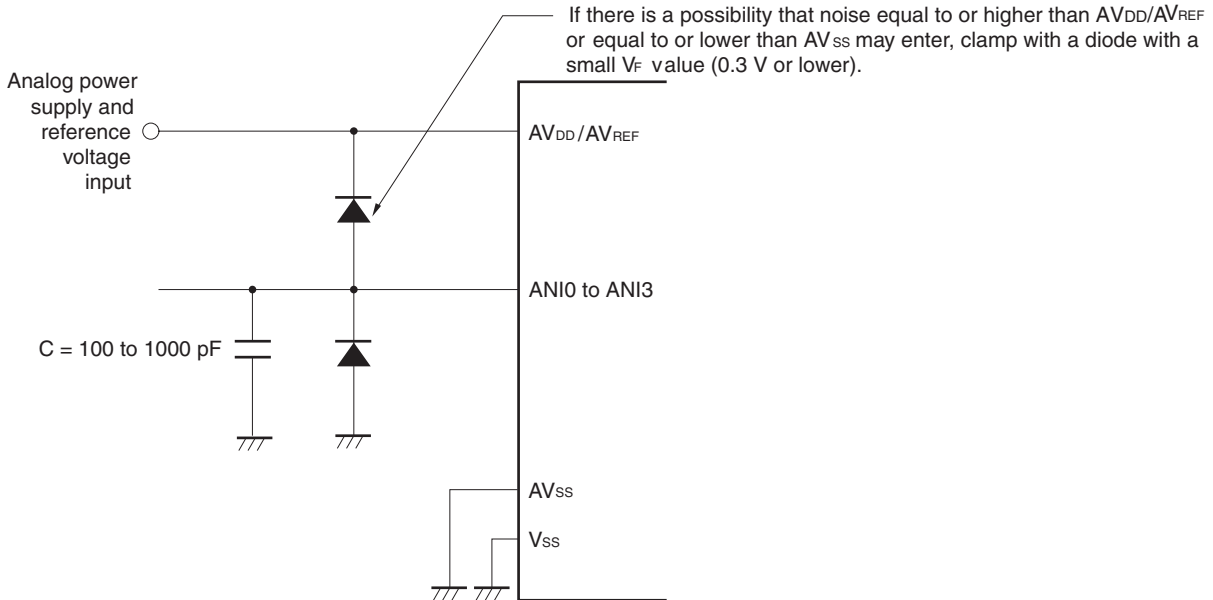 If there is a possibility that noise equal to or higher than AVDD/AVREF
or equal to or lower than AVSS may enter, clamp with a diode with a
small VF value (0.3 V or lower).
Analog power
supply and
reference
voltage
input
AVDD/AVREF
ANI0 to ANI3
C = 100 to 1000 pF
AVSS
VSS